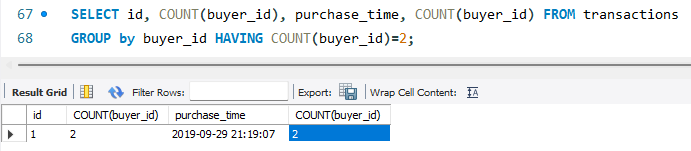 67 SELECT id, COUNT(buyer_id), purchase_time, COUNT(buyer_id) FROM transactions
68 GROUP by buyer_id HAVING COUNT(buyer_id)=2;
Result Grid Filter Rows: Export: Wrap Cell Content: IA
id COUNT(buyer_id) purchase_time COUNT(buyer_id)
1 2 2019-09-29 21:19:07 2